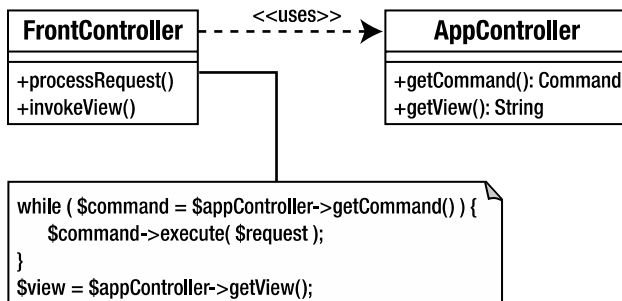 FrontController
<<uses>>
AppController
+processRequest()
+invokeView()
+getCommand(): Command
+getView(): String
while ( $command = $appController->getCommand() ) {
$command->execute( $request );
}
$view = $appController->getView();